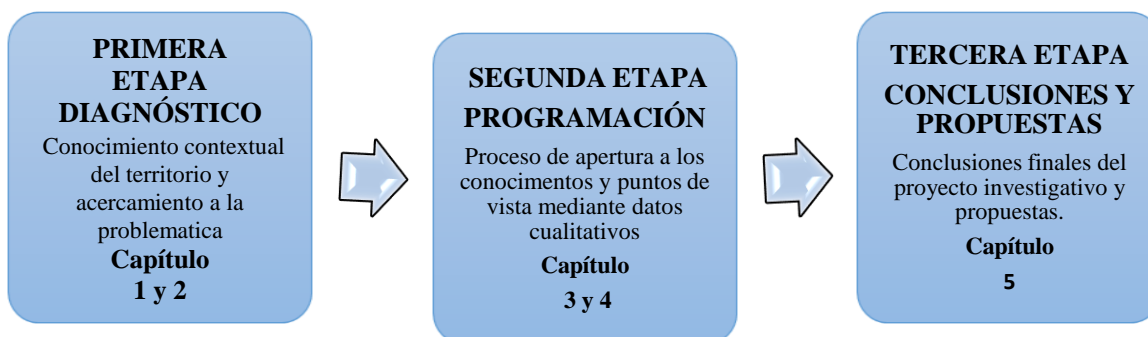 PRIMERA
ETAPA
DIAGNÓSTICO
Conocimiento contextual
del territorio y
acercamiento a la
problematica
Capítulo
1 y 2
SEGUNDA ETAPA
PROGRAMACIÓN
Proceso de apertura a los
conocimentos y puntos de
vista mediante datos
cualitativos
Capítulo
3 y 4
TERCERA ETAPA
CONCLUSIONES Y
PROPUESTAS
Conclusiones finales del
proyecto investigativo y
propuestas.
Capítulo
5